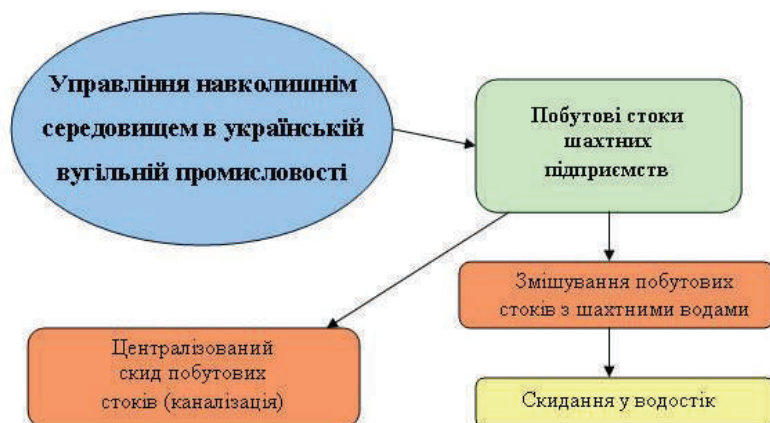 Управління навколишнім
середовищем в українській
вугільній промисловості
Побутові стоки
шахтних
підприємств
Змішування побутових
стоків з шахтними водами
Централізований
скид побутових
стоків (каналізація)
Скидання у водостік